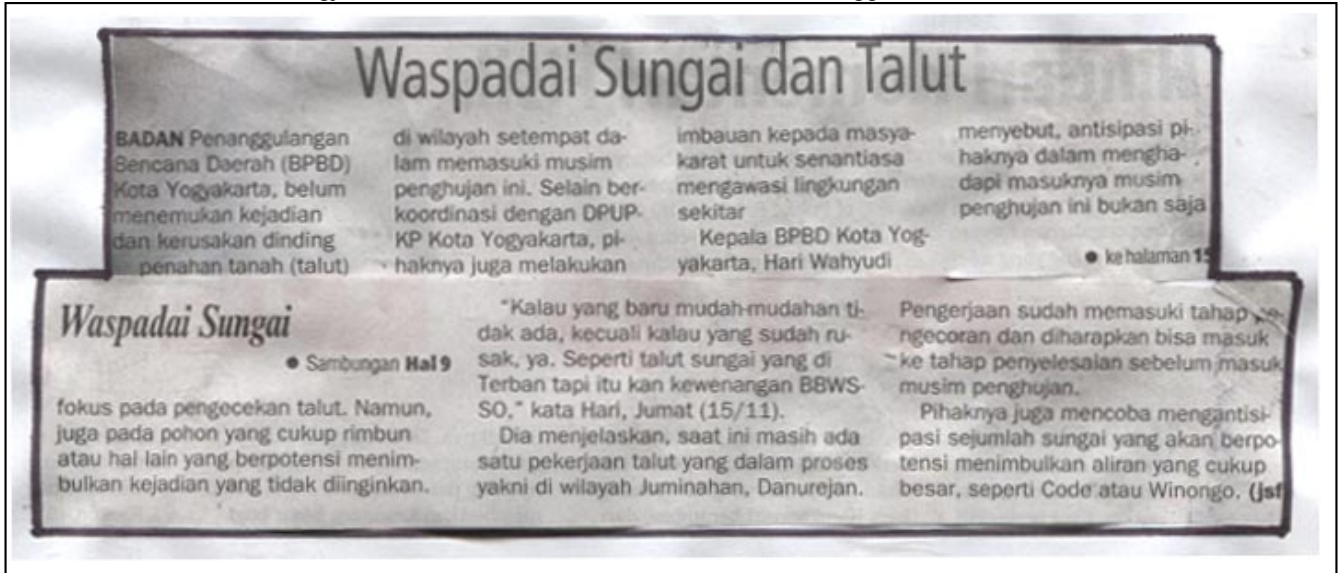 Waspadai Sungai dan Talut
BADAN Penanggulangan
Bencana Daerah (BPBD)
Kota Yogyakarta, belum
menemukan kejadian
dan kerusakan dinding
penahan tanah (talut)
di wilayah setempat da-
lam memasuki musim
penghujan ini. Selain ber-
koordinasi dengan DPUP-
KP Kota Yogyakarta, pi-
haknya juga melakukan
imbauan kepada masya-
karat untuk senantiasa
mengawasi lingkungan
sekitar
Kepala BPBD Kota Yog-
yakarta, Hari Wahyudi
menyebut, antisipasi pi-
haknya dalam mengha-
dapi masuknya musim
penghujan ini bukan saja
● ke halaman 15
Waspadai Sungai
● Sambungan Hal 9
fokus pada pengecekan talut. Namun,
juga pada pohon yang cukup rimbun
atau hal lain yang berpotensi menim-
bulkan kejadian yang tidak diinginkan.
"Kalau yang baru mudah-mudahan ti-
dak ada, kecuali kalau yang sudah ru-
sak, ya. Seperti talut sungai yang di
Terban tapi itu kan kewenangan BBWS-
SO," kata Hari, Jumat (15/11).
Dia menjelaskan, saat ini masih ada
satu pekerjaan talut yang dalam proses
yakni di wilayah Juminahan, Danurejan.
Pengerjaan sudah memasuki tahap pe-
ngecoran dan diharapkan bisa masuk
ke tahap penyelesaian sebelum masuk
musim penghujan.
Pihaknya juga mencoba mengantisi-
pasi sejumlah sungai yang akan berpo-
tensi menimbulkan aliran yang cukup
besar, seperti Code atau Winongo. (jsf